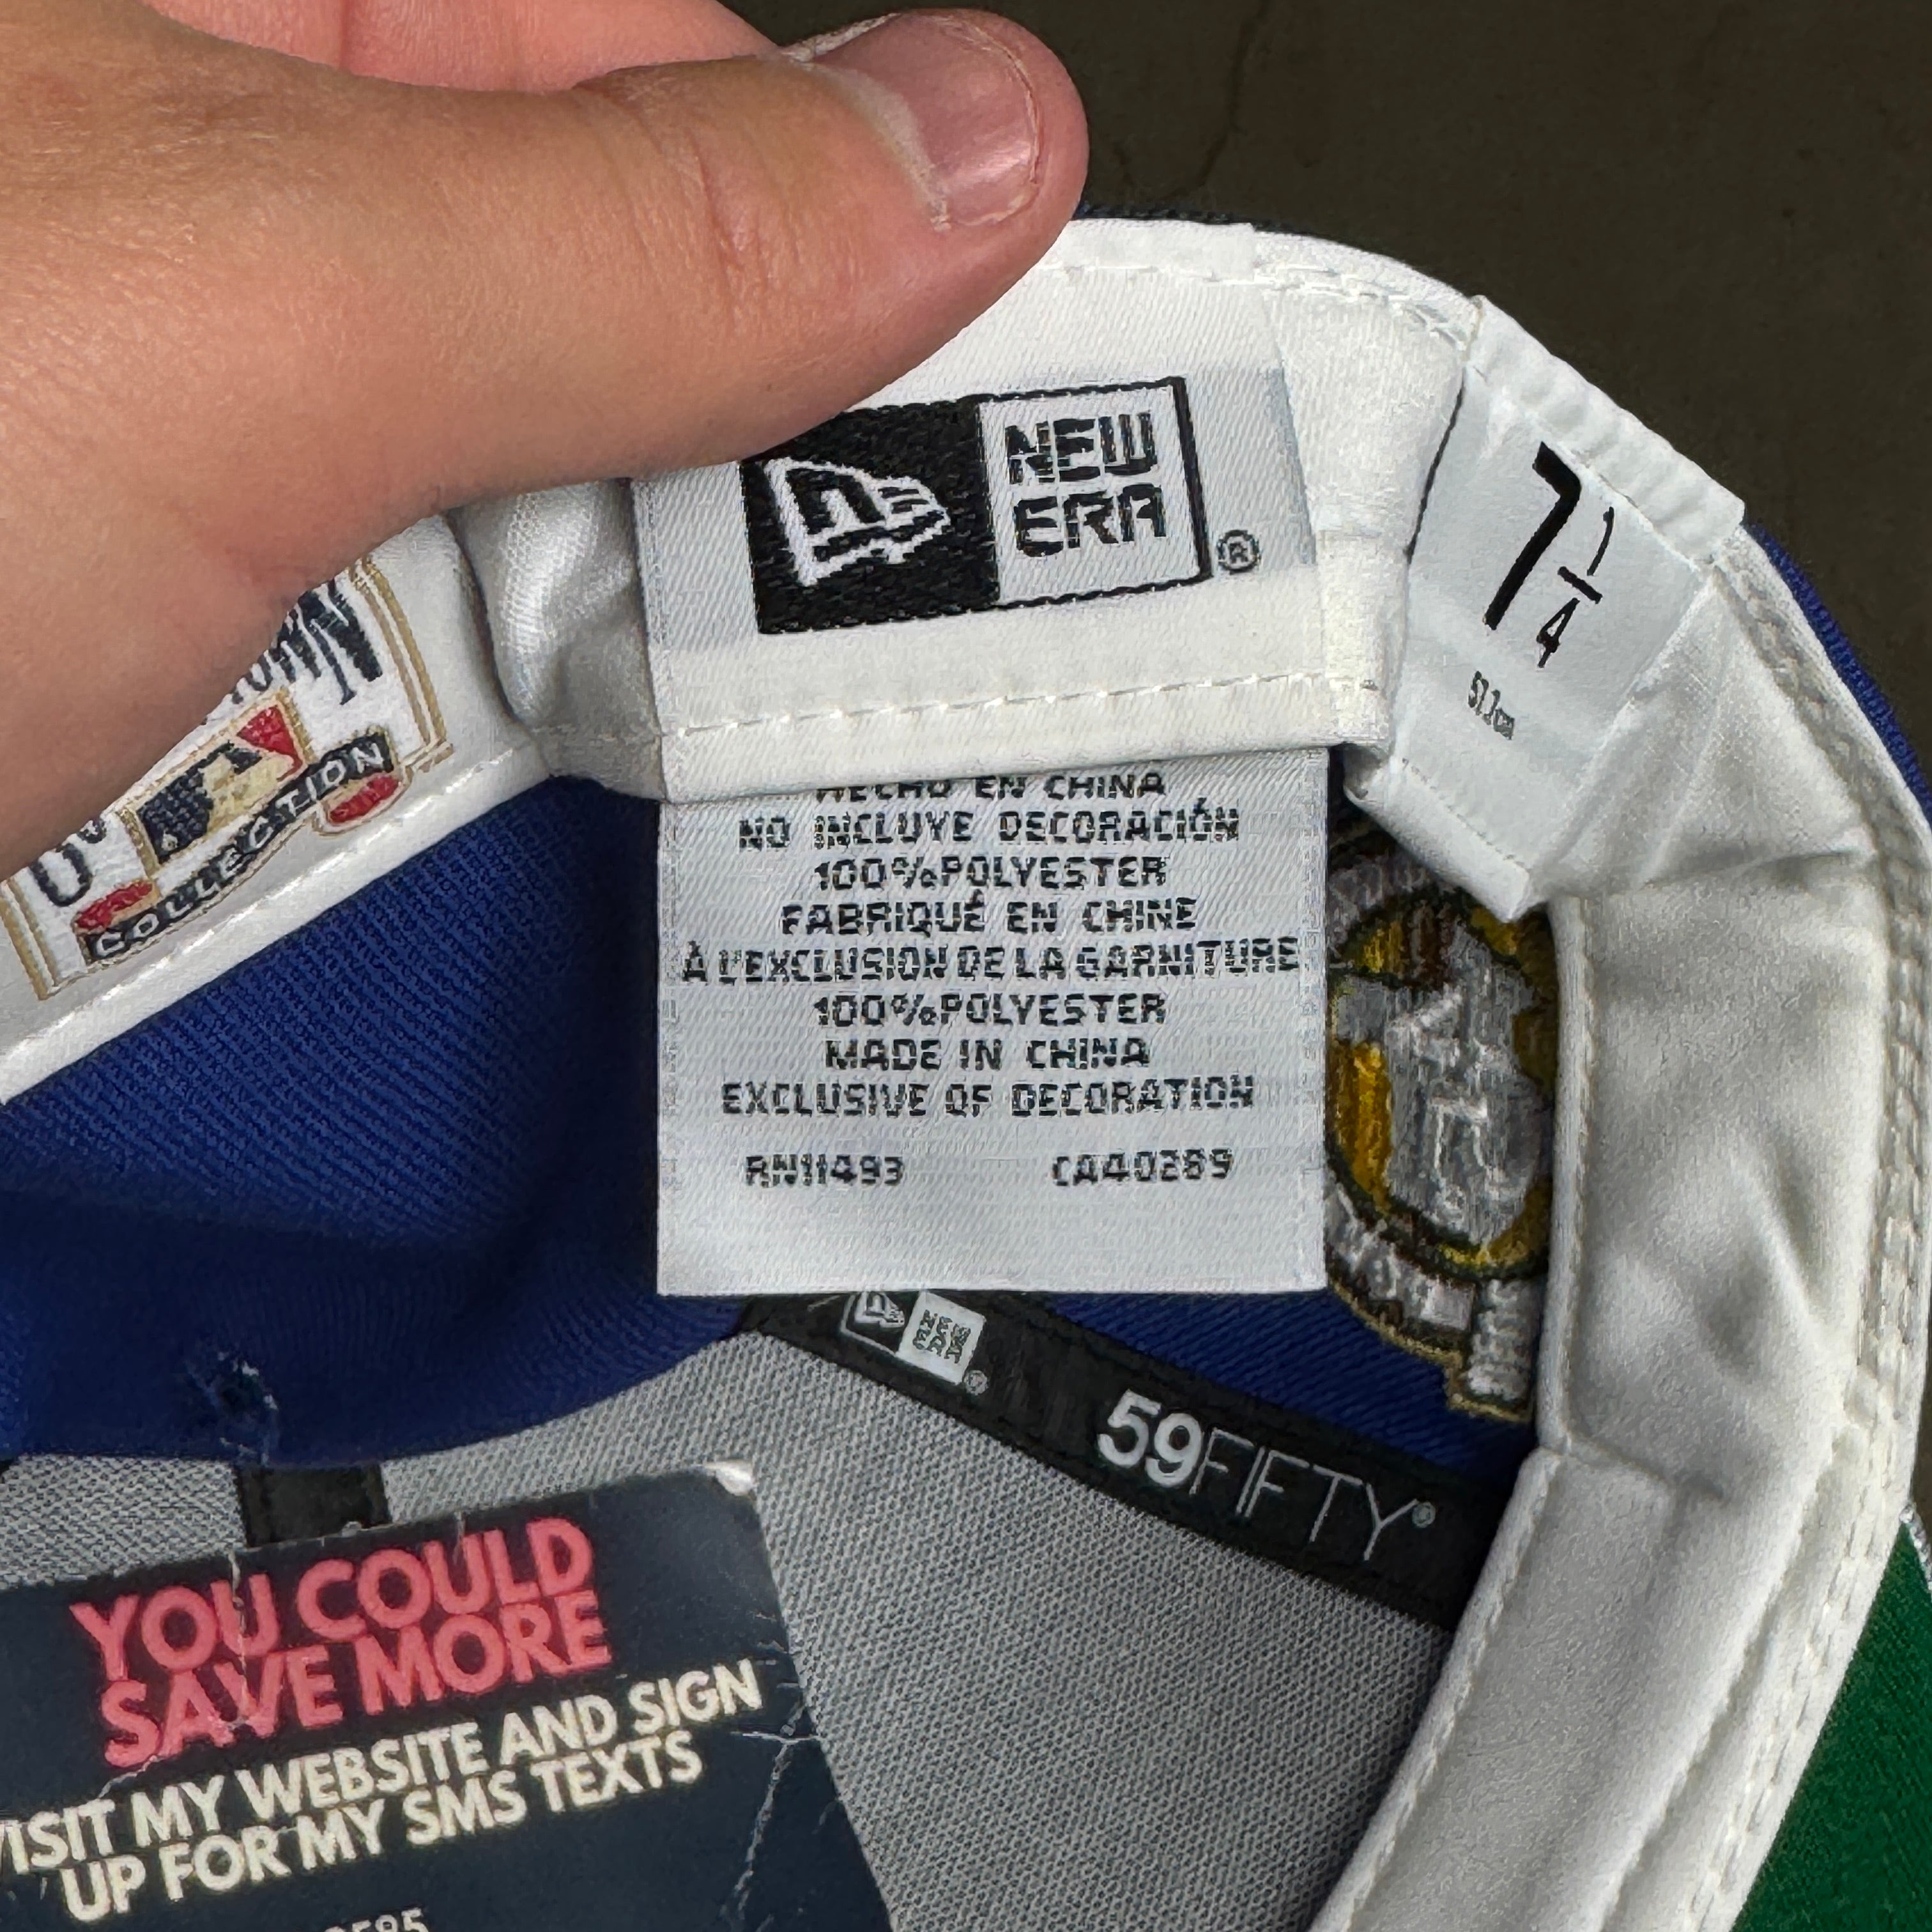 NEW
ERA
®
7 1/4
COLLECTION
HECHO EN CHINA
NO INCLUYE DECORACIÓN
100%POLYESTER
FABRIQUÉ EN CHINE
À L'EXCLUSION DE LA GARNITURE
100%POLYESTER
MADE IN CHINA
EXCLUSIVE OF DECORATION
RN11493 CA40289
59FIFTY®
YOU COULD
SAVE MORE
VISIT MY WEBSITE AND SIGN
UP FOR MY SMS TEXTS